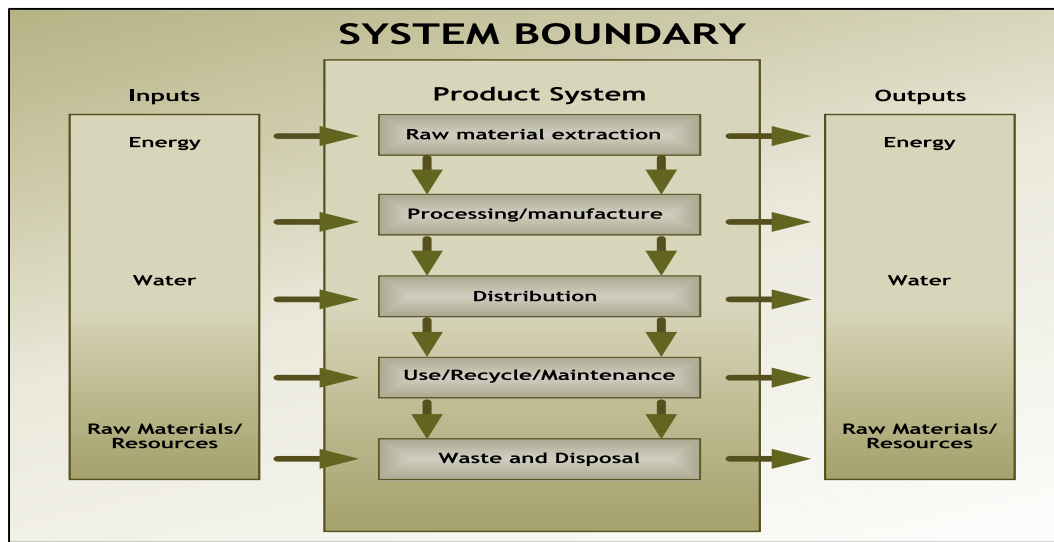 SYSTEM BOUNDARY
Inputs
Energy
Water
Raw Materials/
Resources
Product System
Raw material extraction
Processing/manufacture
Distribution
Use/Recycle/Maintenance
Waste and Disposal
Outputs
Energy
Water
Raw Materials/
Resources